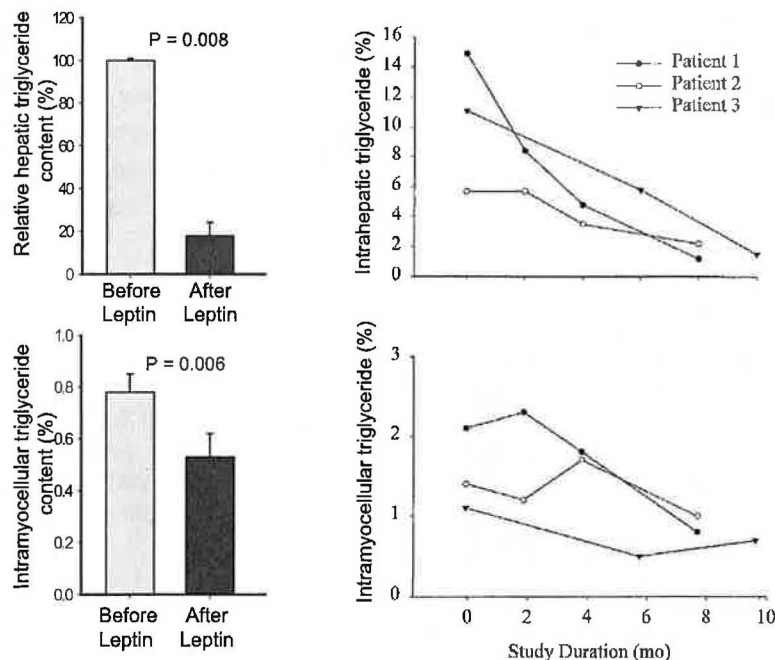 Relative hepatic triglyceride
content (%)
120
100
80
60
40
20
0
P = 0.008
Before
Leptin
After
Leptin
Intrahepatic triglyceride (%)
16
14
12
10
8
6
4
2
0
Patient 1
Patient 2
Patient 3
Intramyocellular triglyceride
content (%)
1.0
0.8
0.6
0.4
0.2
0.0
P = 0.006
Before
Leptin
After
Leptin
Intramyocellular triglyceride (%)
3
2
1
0
0 2 4 6 8 10
Study Duration (mo)